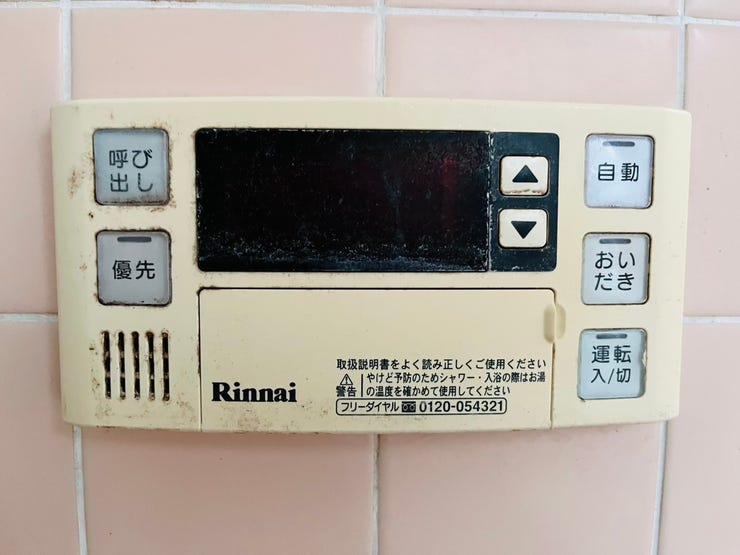 呼び
出し
優先
自動
おい
だき
運転
入/切
取扱説明書をよく読み正しくご使用ください
警告 やけど予防のためシャワー・入浴の際はお湯
の温度を確かめて使用してください
フリーダイヤル 0120-054321
Rinnai